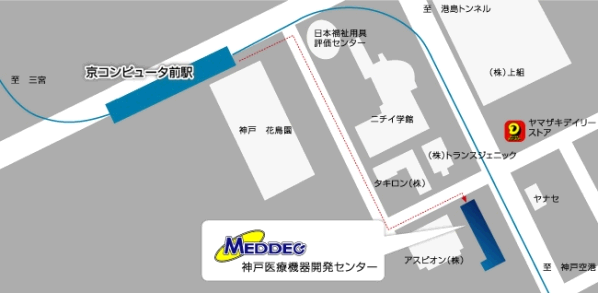 至 港島トンネル
日本福祉用具
評価センター
京コンピュータ前駅
至 三宮
(株)上組
神戸 花鳥園
ニチイ学館
ヤマザキデイリー
ストア
(株)トランスジェニック
タキロン(株)
ヤナセ
MEDDEC
神戸医療機器開発センター
アスピオン(株)
至 神戸空港